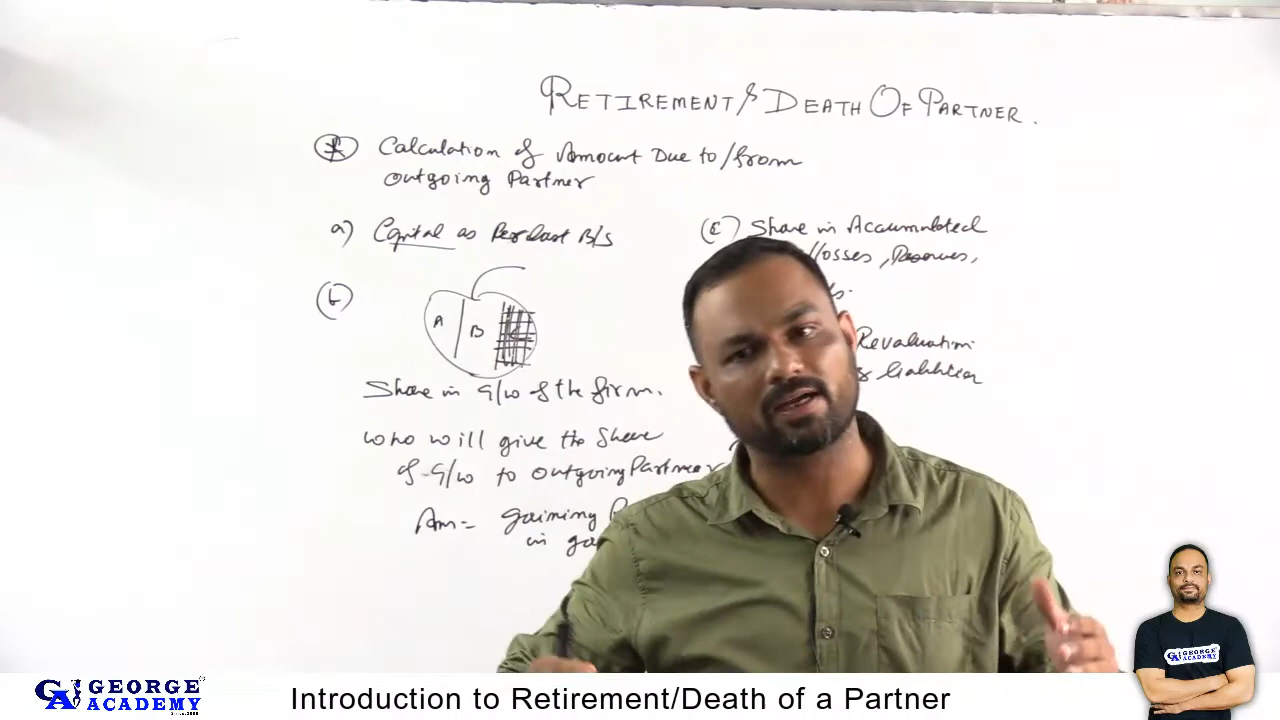 RETIREMENT/DEATH OF PARTNER.
Calculation of Amount Due to/from
outgoing Partner
a) Capital as Per last B/S
(b)
A B
Share in G/W of the firm.
who will give the Share
of G/W to outgoing Partner
Ans= gaining
in
(c) Share in Accumulated
/losses, Reserves,
Revaluation
& liabilities
GEORGE ACADEMY
Introduction to Retirement/Death of a Partner
GEORGE ACADEMY